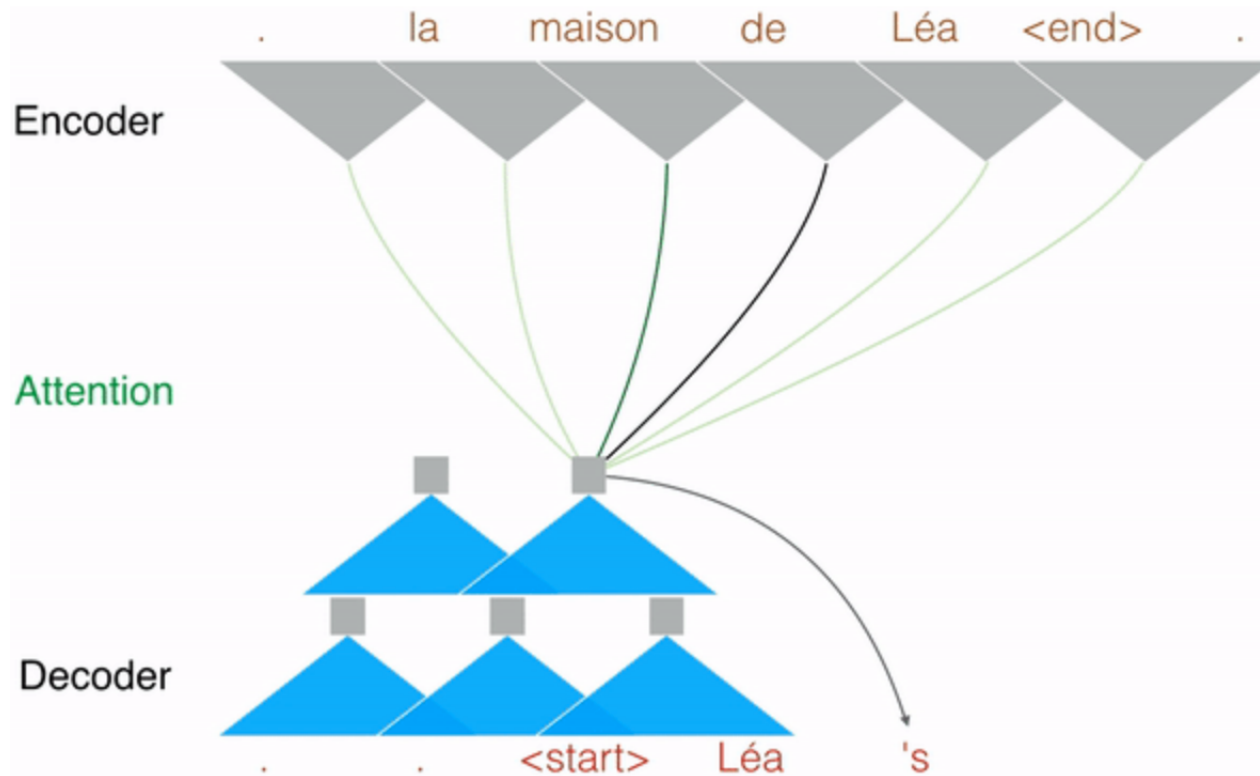 . la maison de Léa <end> .
Encoder
Attention
Decoder
. . <start> Léa 's